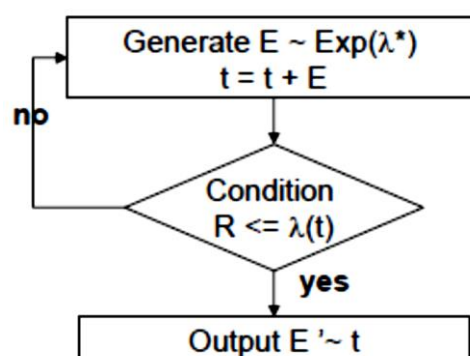 Generate E ~ Exp(λ*)
t = t + E
no
Condition
R <= λ(t)
yes
Output E '~ t